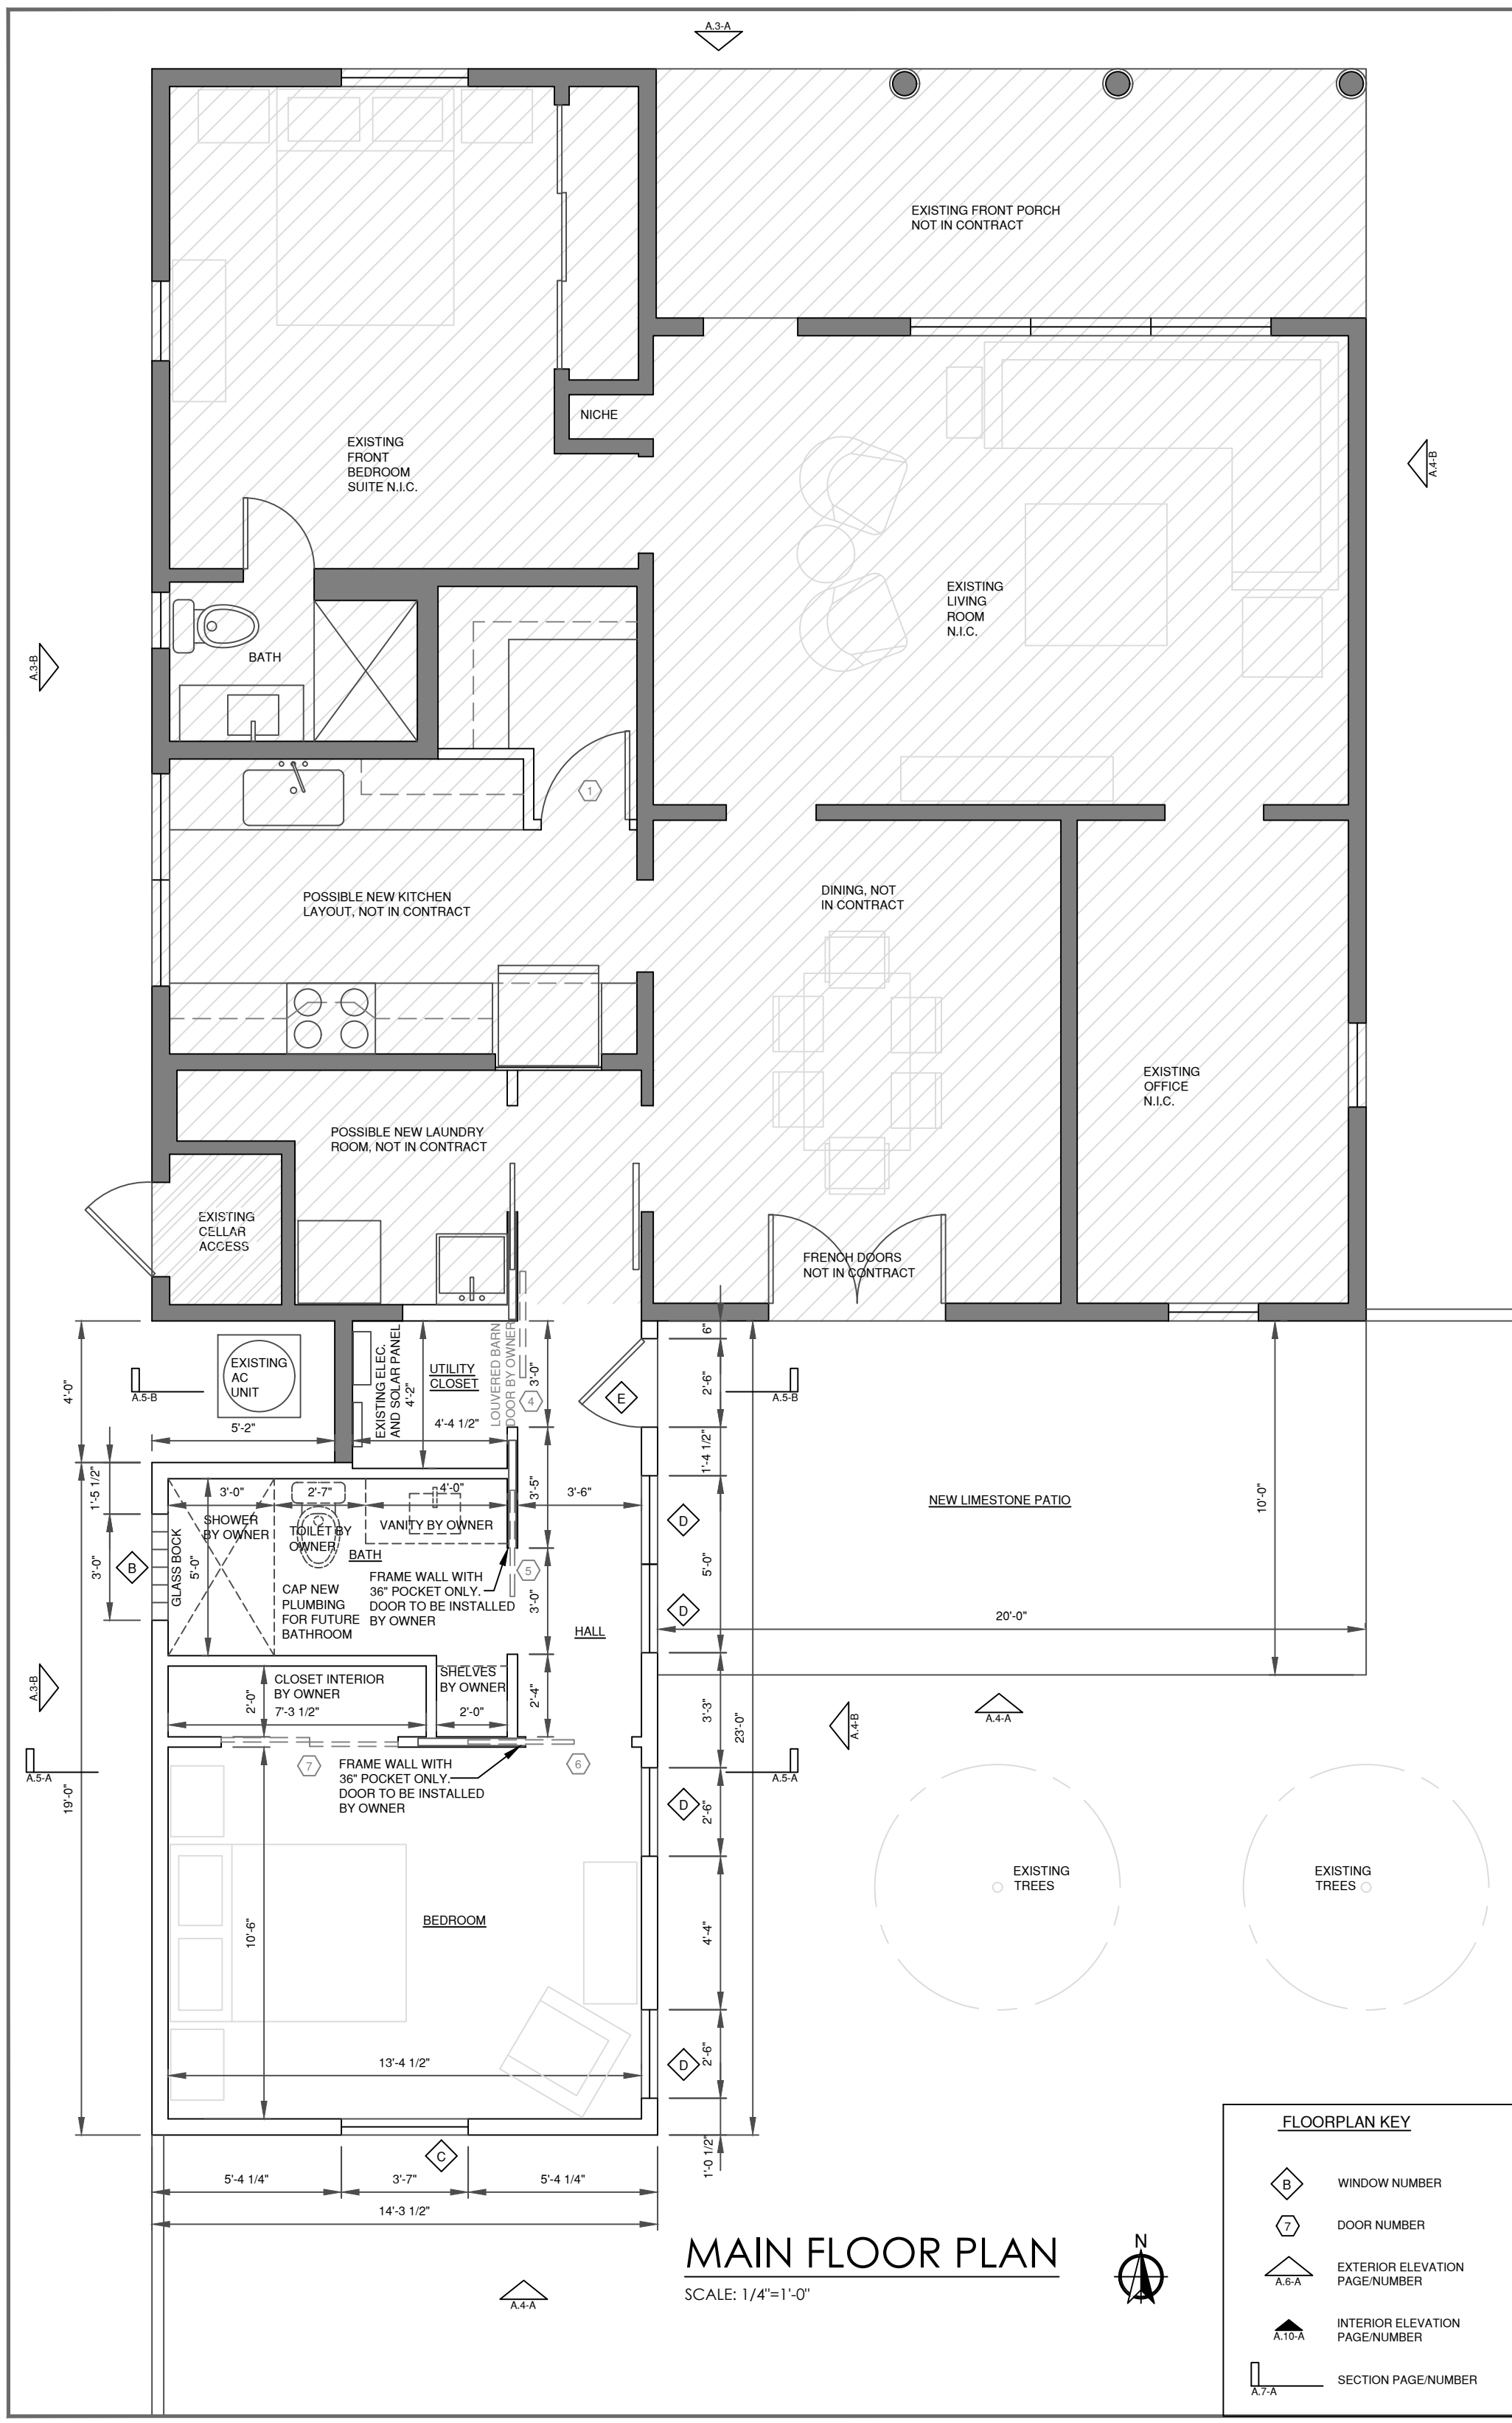 A.3-A
EXISTING FRONT PORCH
NOT IN CONTRACT
NICHE
EXISTING
FRONT
BEDROOM
SUITE N.I.C.
A.4-B
EXISTING
LIVING
ROOM
N.I.C.
A.3-B
BATH
1
POSSIBLE NEW KITCHEN
LAYOUT, NOT IN CONTRACT
DINING, NOT
IN CONTRACT
EXISTING
OFFICE
N.I.C.
POSSIBLE NEW LAUNDRY
ROOM, NOT IN CONTRACT
EXISTING
CELLAR
ACCESS
FRENCH DOORS
NOT IN CONTRACT
EXISTING
AC
UNIT
EXISTING ELEC.
AND SOLAR PANEL
UTILITY
CLOSET
LOUVERED BARN
DOOR BY OWNER
4'-0"
A.5-B
5'-2"
4'-2"
4'-4 1/2"
3'-0"
4
E
6"
2'-6"
A.5-B
1'-4 1/2"
1'-5 1/2"
3'-0"
2'-7"
4'-0"
3'-5"
3'-6"
D
NEW LIMESTONE PATIO
10'-0"
SHOWER
BY OWNER
TOILET BY
OWNER
VANITY BY OWNER
BATH
B
3'-0"
GLASS BOCK
5'-0"
CAP NEW
PLUMBING
FOR FUTURE
BATHROOM
FRAME WALL WITH
36" POCKET ONLY.
DOOR TO BE INSTALLED
BY OWNER
5
3'-0"
5'-0"
D
20'-0"
HALL
A.3-B
CLOSET INTERIOR
BY OWNER
2'-0"
7'-3 1/2"
SHELVES
BY OWNER
2'-0"
2'-4"
3'-3"
23'-0"
A.4-B
A.4-A
A.5-A
19'-0"
7
FRAME WALL WITH
36" POCKET ONLY.
DOOR TO BE INSTALLED
BY OWNER
6
A.5-A
D
2'-6"
EXISTING
TREES
EXISTING
TREES
10'-6"
BEDROOM
4'-4"
13'-4 1/2"
D
2'-6"
C
1'-0 1/2"
5'-4 1/4"
3'-7"
5'-4 1/4"
14'-3 1/2"
A.4-A
MAIN FLOOR PLAN
SCALE: 1/4"=1'-0"
N
FLOORPLAN KEY
B
WINDOW NUMBER
7
DOOR NUMBER
A.6-A
EXTERIOR ELEVATION
PAGE/NUMBER
A.10-A
INTERIOR ELEVATION
PAGE/NUMBER
A.7-A
SECTION PAGE/NUMBER